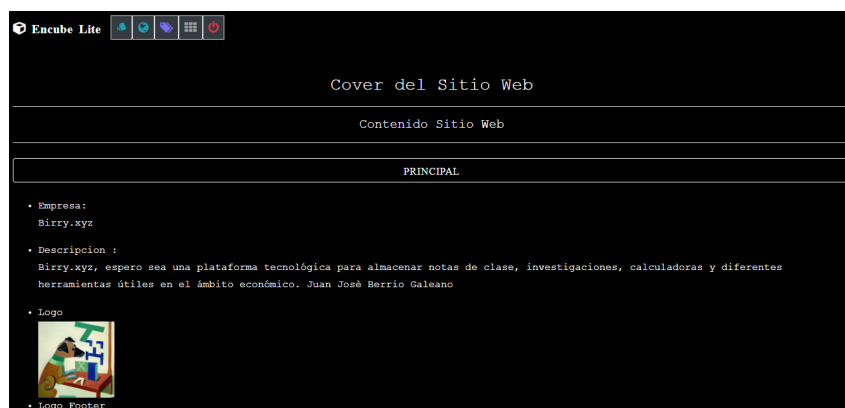 Encube Lite
Cover del Sitio Web
Contenido Sitio Web
PRINCIPAL
• Empresa:
Birry.xyz
• Descripcion :
Birry.xyz, espero sea una plataforma tecnológica para almacenar notas de clase, investigaciones, calculadoras y diferentes
herramientas útiles en el ámbito económico. Juan Josè Berrio Galeano
• Logo
• Logo Footer